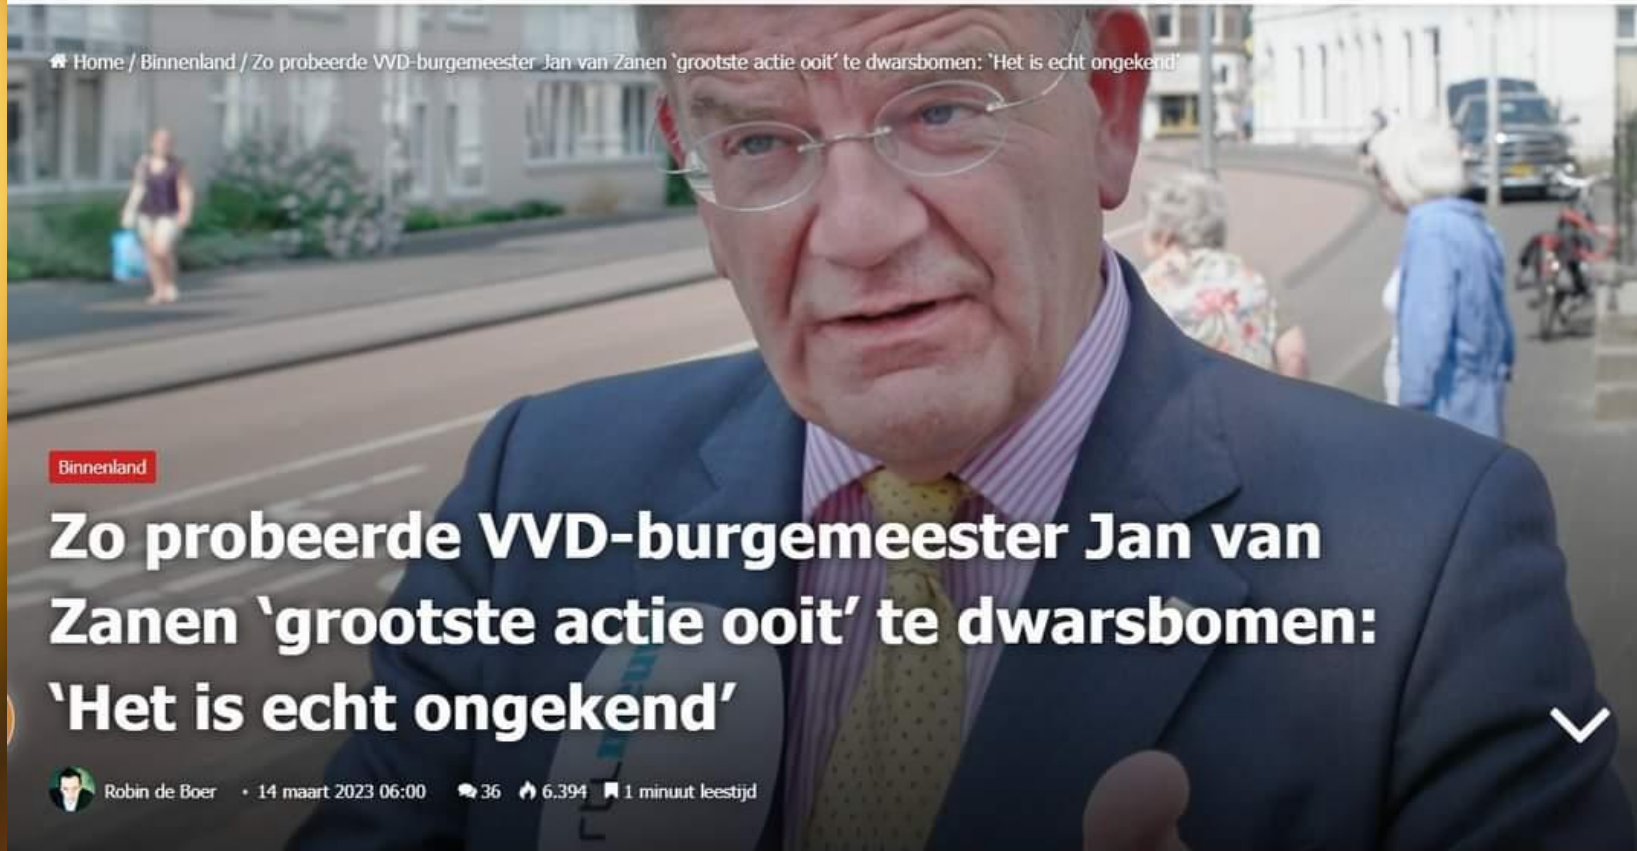 Home / Binnenland / Zo probeerde VVD-burgemeester Jan van Zanen ‘grootste actie ooit’ te dwarsbomen: ‘Het is echt ongekend’
Binnenland
Zo probeerde VVD-burgemeester Jan van
Zanen ‘grootste actie ooit’ te dwarsbomen:
‘Het is echt ongekend’
Robin de Boer • 14 maart 2023 06:00 36 6.394 1 minuut leestijd